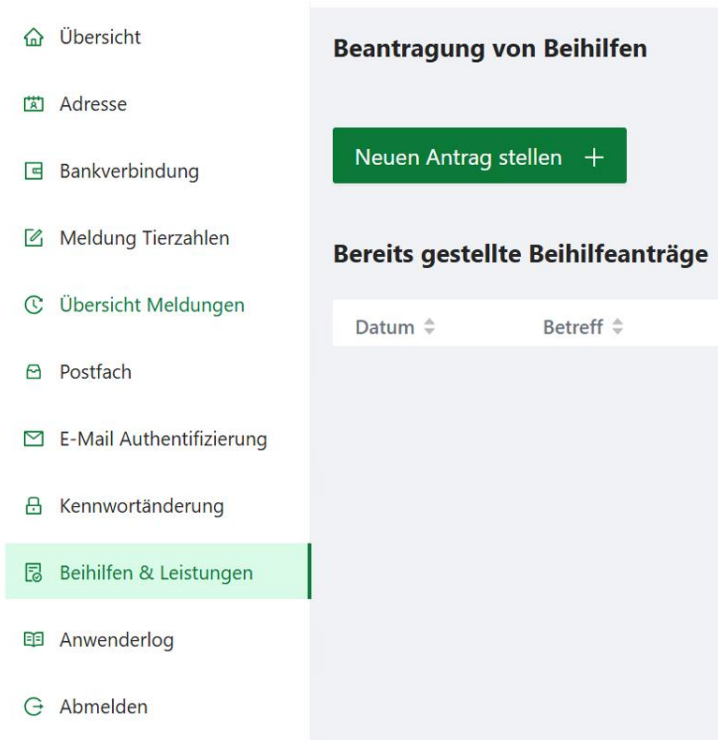 Übersicht
Adresse
Bankverbindung
Meldung Tierzahlen
Übersicht Meldungen
Postfach
E-Mail Authentifizierung
Kennwortänderung
Beihilfen & Leistungen
Anwenderlog
Abmelden
Beantragung von Beihilfen
Neuen Antrag stellen +
Bereits gestellte Beihilfeanträge
Datum Betreff